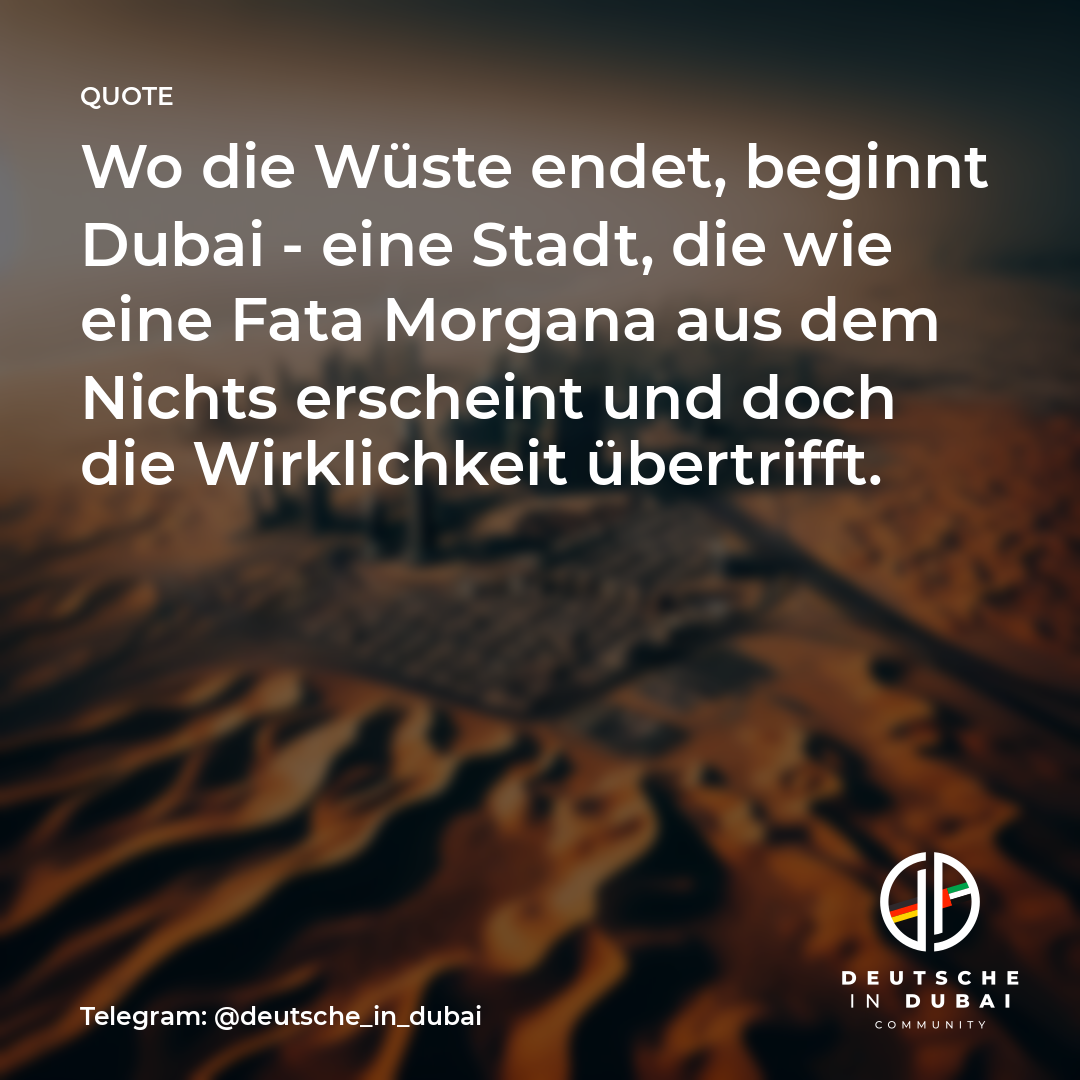 QUOTE
Wo die Wüste endet, beginnt
Dubai - eine Stadt, die wie
eine Fata Morgana aus dem
Nichts erscheint und doch
die Wirklichkeit übertrifft.
Telegram: @deutsche_in_dubai
DEUTSCHE
IN DUBAI
COMMUNITY